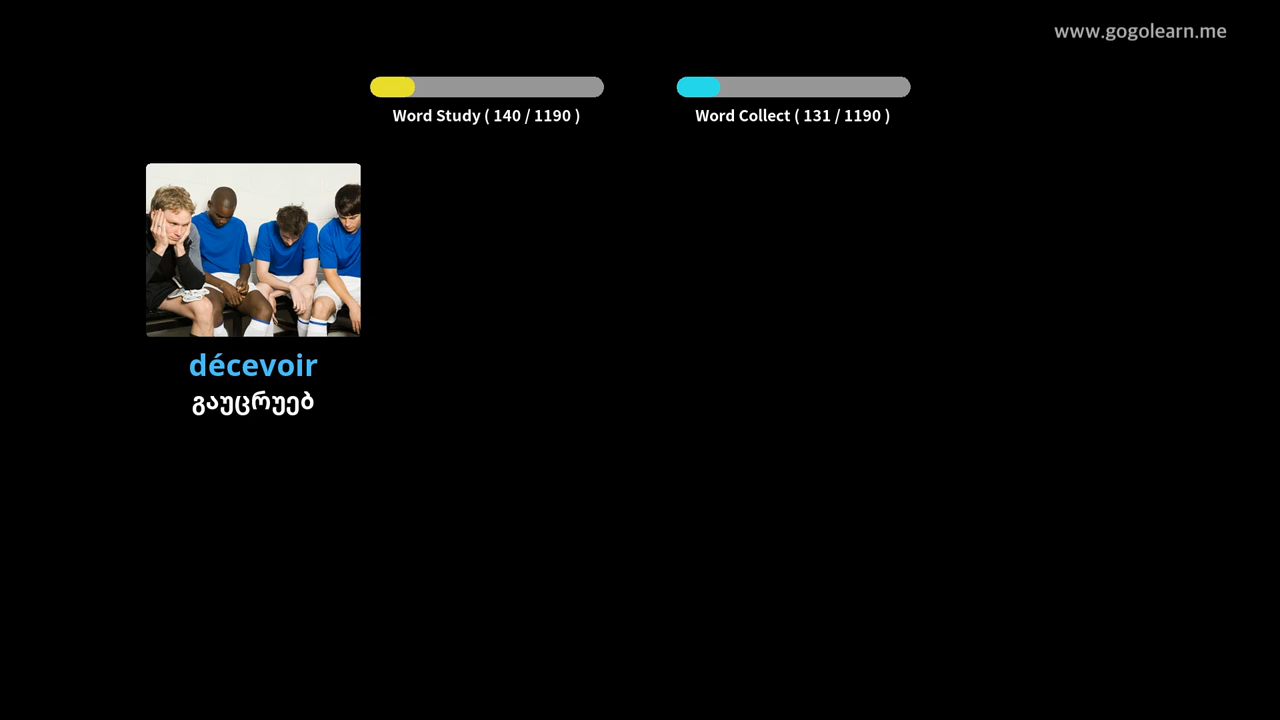 www.gogolearn.me
Word Study ( 140 / 1190 )
Word Collect ( 131 / 1190 )
décevoir
გაუცრუებ